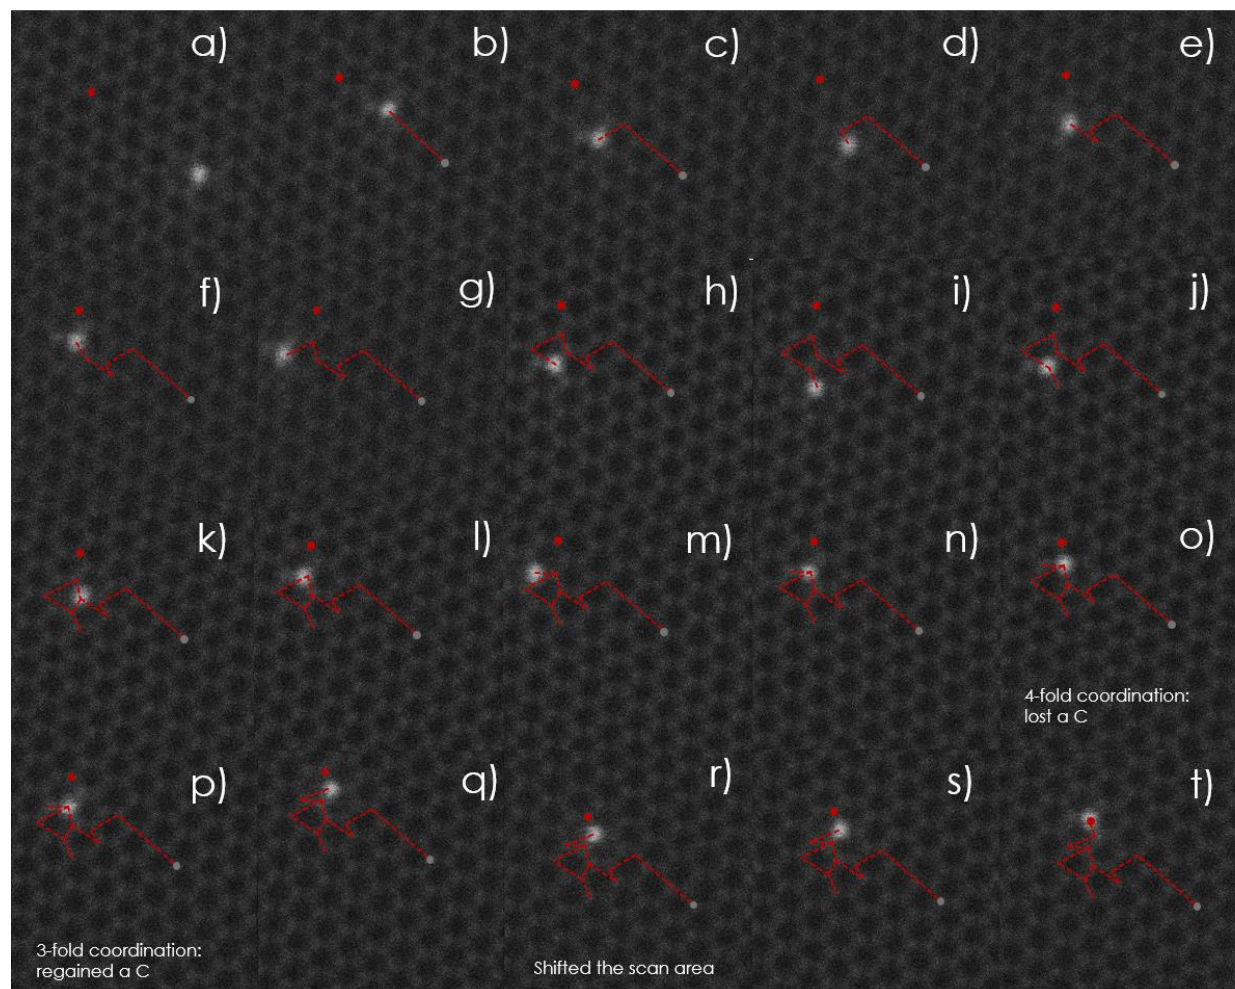 a)
b)
c)
d)
e)
f)
g)
h)
i)
j)
k)
l)
m)
n)
o)
4-fold coordination:
lost a C
p)
q)
r)
s)
t)
3-fold coordination:
regained a C
Shifted the scan area